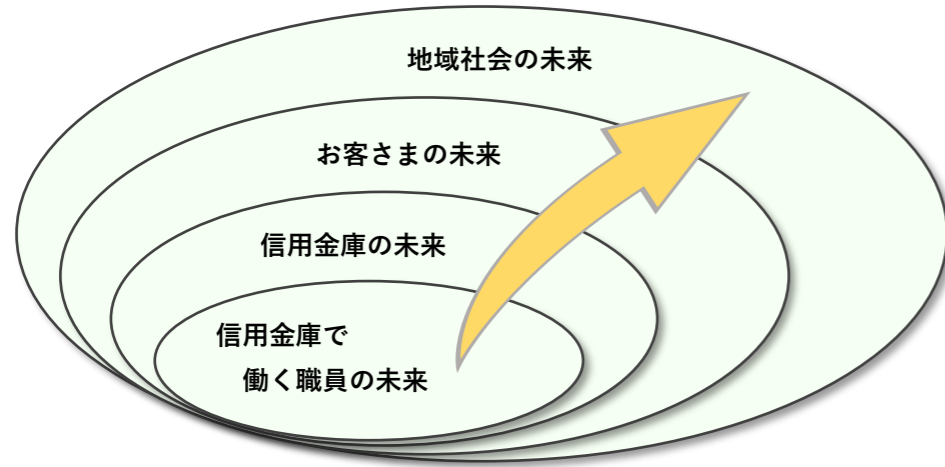 地域社会の未来
お客さまの未来
信用金庫の未来
信用金庫で
働く職員の未来